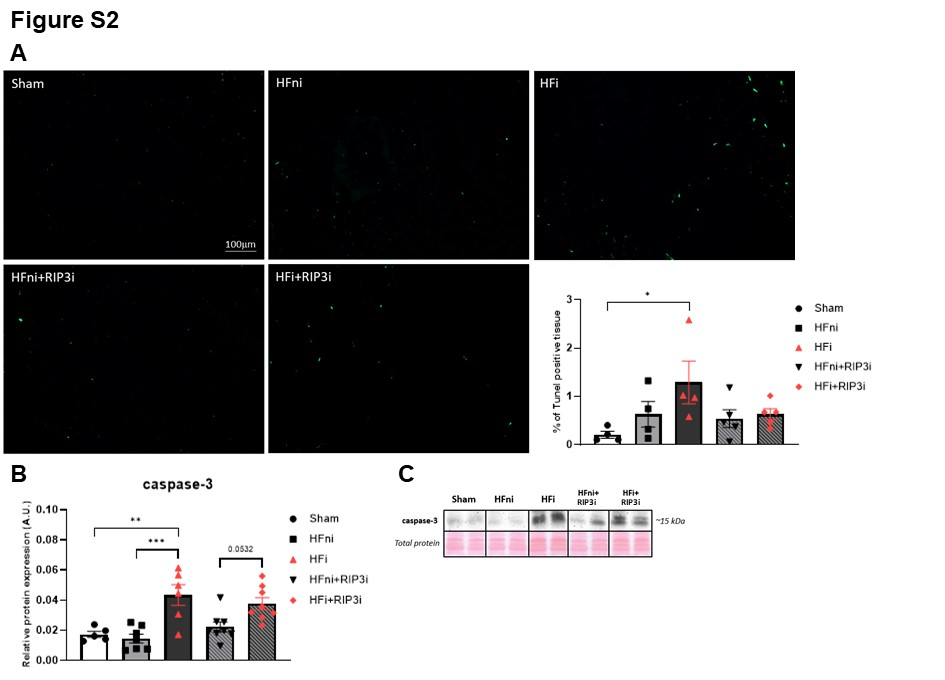 Figure S2
A
Sham
HFni
HFi
100μm
HFni+RIP3i
HFi+RIP3i
% of Tunel positive tissue
3
2
1
0
*
Sham
HFni
HFi
HFni+RIP3i
HFi+RIP3i
B
caspase-3
Relative protein expression (A.U.)
0.10
0.08
0.06
0.04
0.02
0.00
**
***
0.0532
Sham
HFni
HFi
HFni+RIP3i
HFi+RIP3i
C
Sham HFni HFi HFni+ RIP3i HFi+ RIP3i
caspase-3 ~15 kDa
Total protein